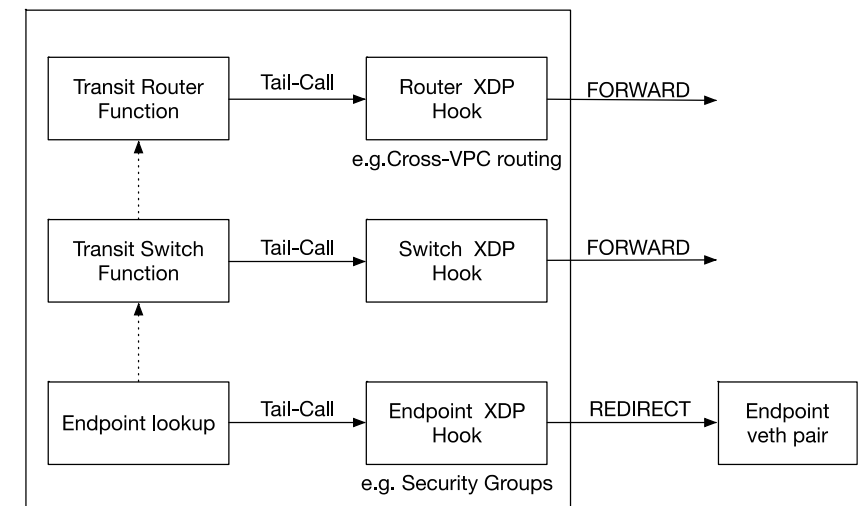 Transit Router
Function
Tail-Call
Router XDP
Hook
FORWARD
e.g.Cross-VPC routing
Transit Switch
Function
Tail-Call
Switch XDP
Hook
FORWARD
Endpoint lookup
Tail-Call
Endpoint XDP
Hook
REDIRECT
Endpoint
veth pair
e.g. Security Groups